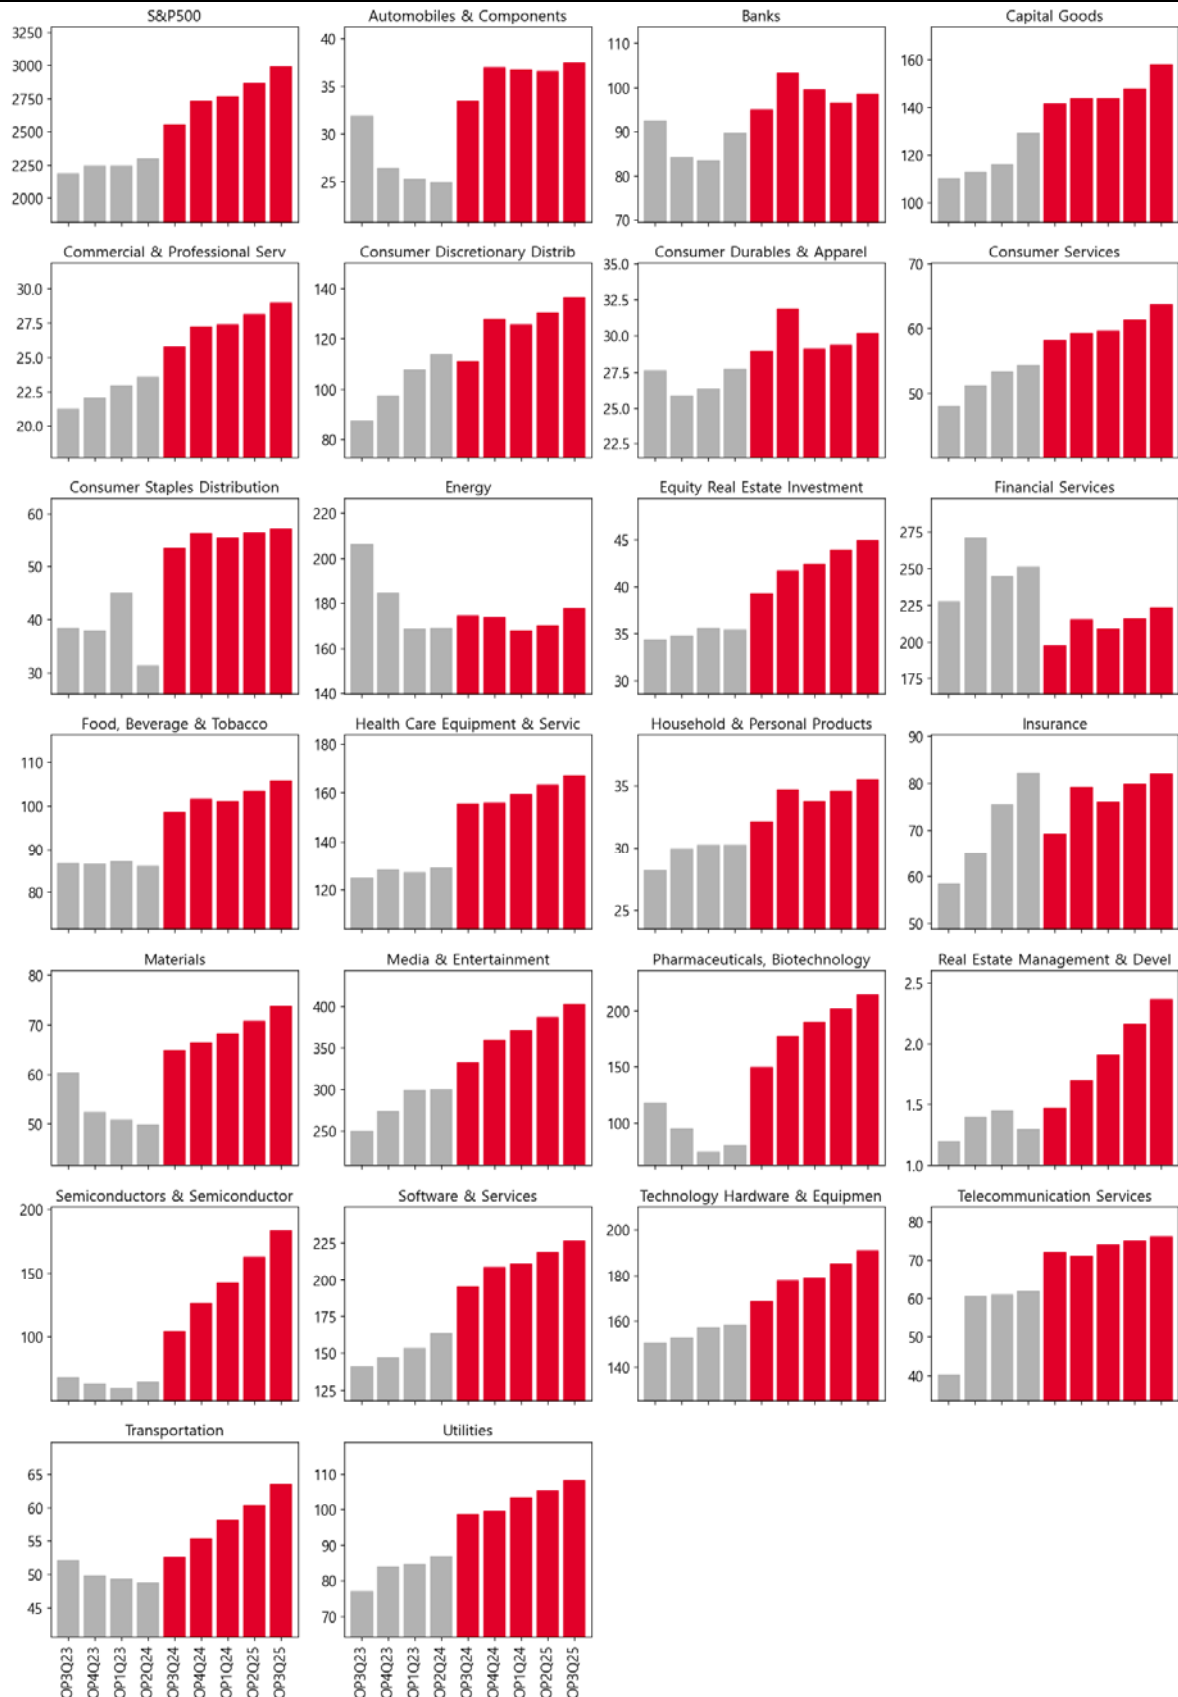 S&P500
Automobiles & Components
Banks
Capital Goods
3250
3000
2750
2500
2250
2000
40
35
30
25
110
100
90
80
70
160
140
120
100
Commercial & Professional Serv
Consumer Discretionary Distrib
Consumer Durables & Apparel
Consumer Services
30.0
27.5
25.0
22.5
20.0
140
120
100
80
35.0
32.5
30.0
27.5
25.0
22.5
70
60
50
Consumer Staples Distribution
Energy
Equity Real Estate Investment
Financial Services
60
50
40
30
220
200
180
160
140
45
40
35
30
275
250
225
200
175
Food, Beverage & Tobacco
Health Care Equipment & Servic
Household & Personal Products
Insurance
110
100
90
80
180
160
140
120
35
30
25
90
80
70
60
50
Materials
Media & Entertainment
Pharmaceuticals, Biotechnology
Real Estate Management & Devel
80
70
60
50
400
350
300
250
200
150
100
2.5
2.0
1.5
1.0
Semiconductors & Semiconductor
Software & Services
Technology Hardware & Equipmen
Telecommunication Services
200
150
100
225
200
175
150
125
200
180
160
140
80
70
60
50
40
Transportation
Utilities
65
60
55
50
45
110
100
90
80
70
OP3Q23
OP4Q23
OP1Q23
OP2Q24
OP3Q24
OP4Q24
OP1Q24
OP2Q25
OP3Q25
OP3Q23
OP4Q23
OP1Q23
OP2Q24
OP3Q24
OP4Q24
OP1Q24
OP2Q25
OP3Q25